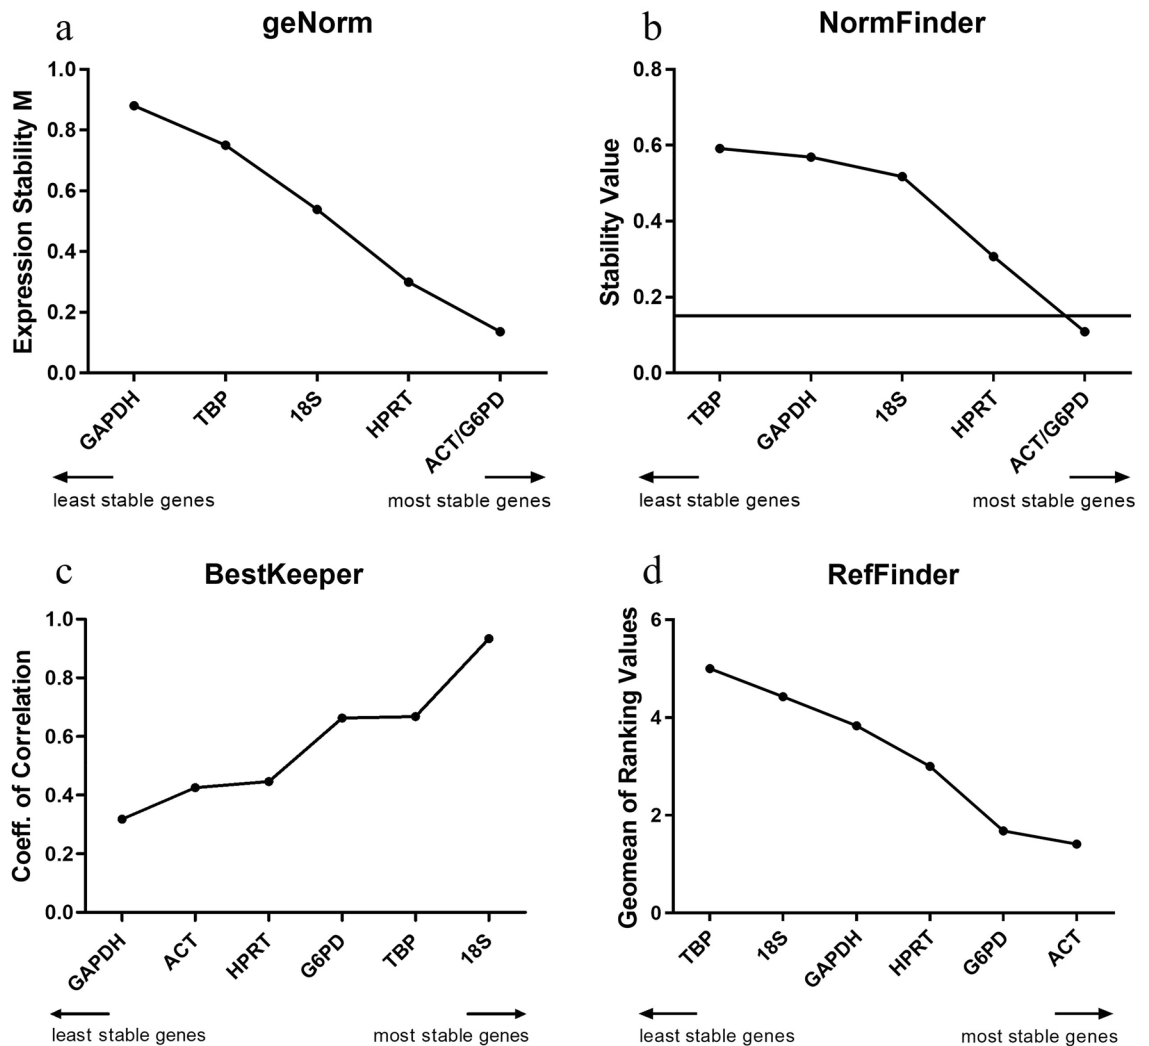 a
geNorm
Expression Stability M
1.0
0.8
0.6
0.4
0.2
0.0
GAPDH
TBP
18S
HPRT
ACT/G6PD
least stable genes
most stable genes
b
NormFinder
Stability Value
0.8
0.6
0.4
0.2
0.0
TBP
GAPDH
18S
HPRT
ACT/G6PD
least stable genes
most stable genes
c
BestKeeper
Coeff. of Correlation
1.0
0.8
0.6
0.4
0.2
0.0
GAPDH
ACT
HPRT
G6PD
TBP
18S
least stable genes
most stable genes
d
RefFinder
Geomean of Ranking Values
6
4
2
0
TBP
18S
GAPDH
HPRT
G6PD
ACT
least stable genes
most stable genes